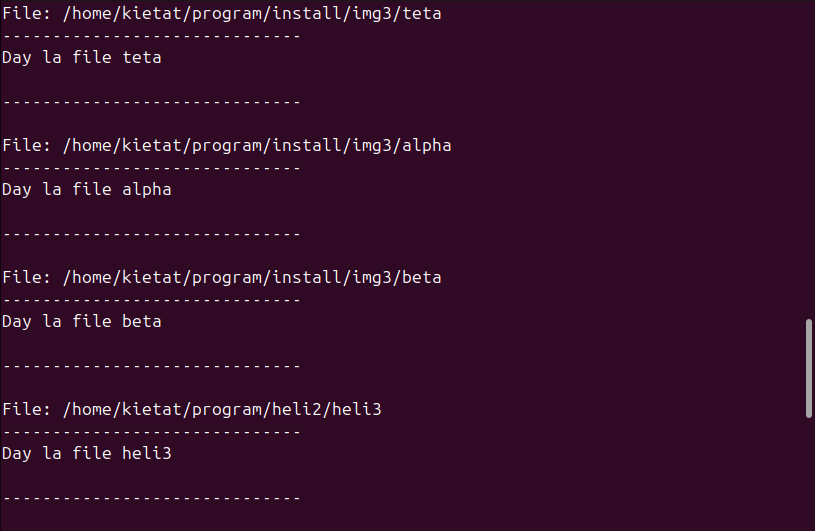 File: /home/kietat/program/install/img3/teta
------------------------------
Day la file teta
------------------------------
File: /home/kietat/program/install/img3/alpha
------------------------------
Day la file alpha
------------------------------
File: /home/kietat/program/install/img3/beta
------------------------------
Day la file beta
------------------------------
File: /home/kietat/program/heli2/heli3
------------------------------
Day la file heli3
------------------------------